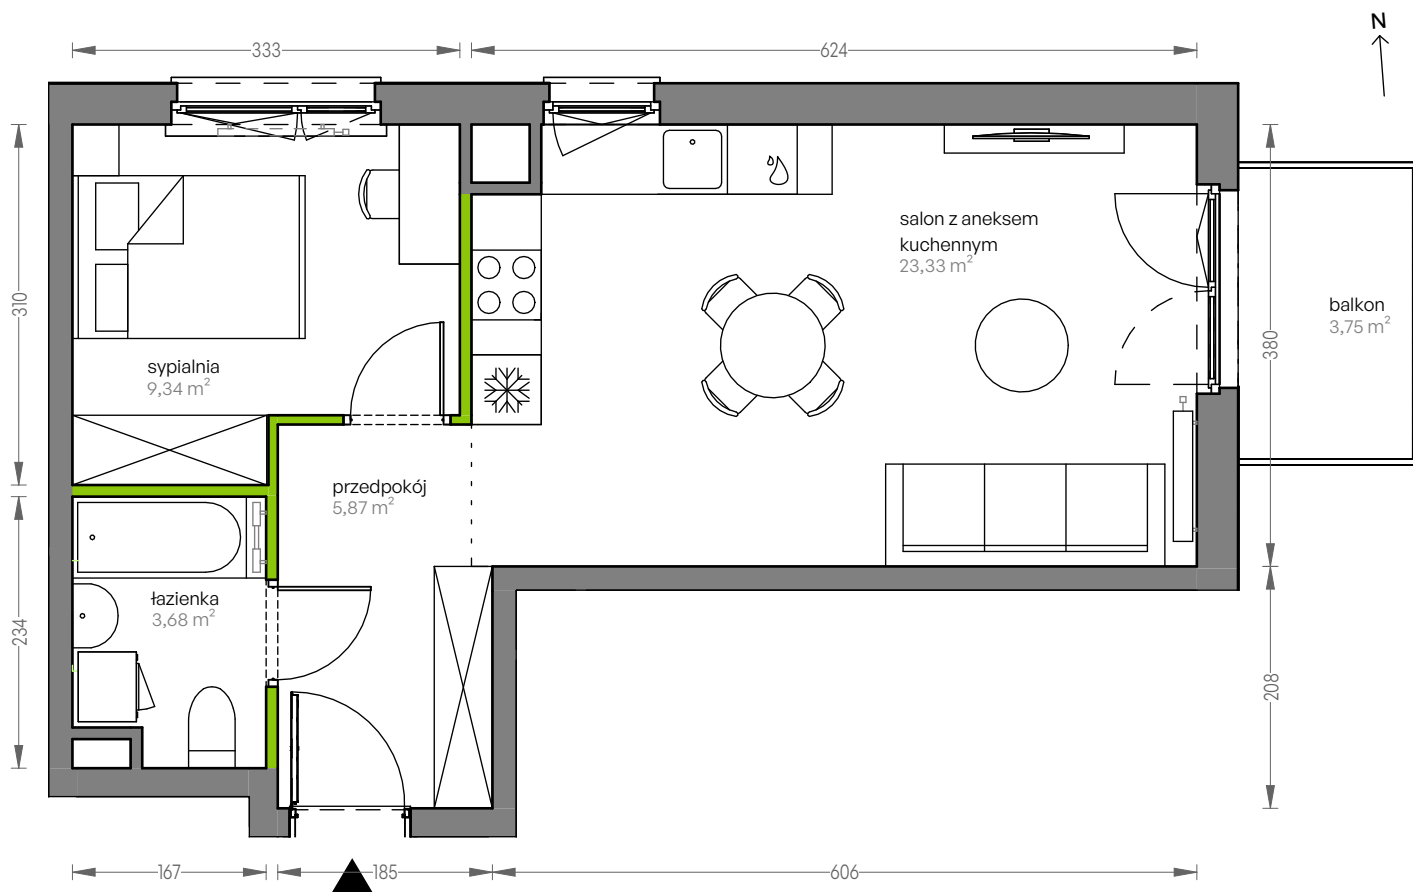 N
333
624
310
salon z aneksem
kuchennym
23,33 m²
balkon
3,75 m²
380
sypialnia
9,34 m²
przedpokój
5,87 m²
łazienka
3,68 m²
234
208
167
185
606